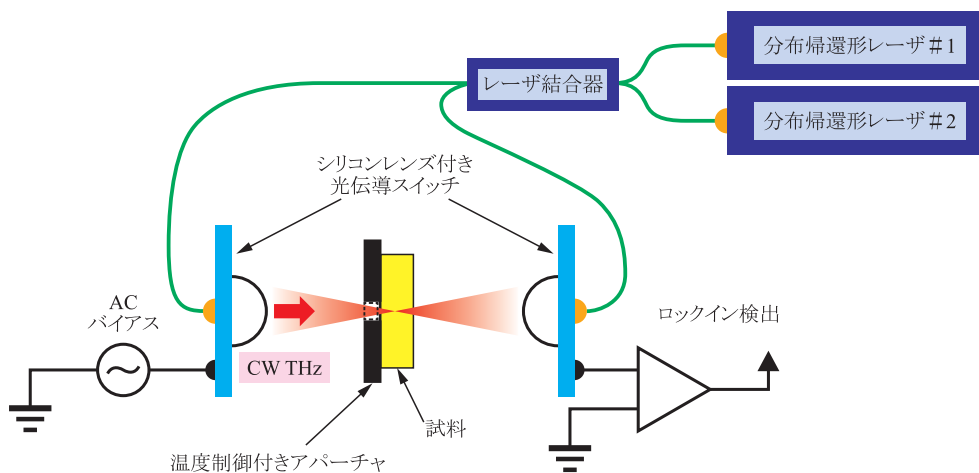 分布帰還形レーザ＃1
レーザ結合器
分布帰還形レーザ＃2
シリコンレンズ付き
光伝導スイッチ
AC
バイアス
ロックイン検出
CW THz
試料
温度制御付きアパーチャ